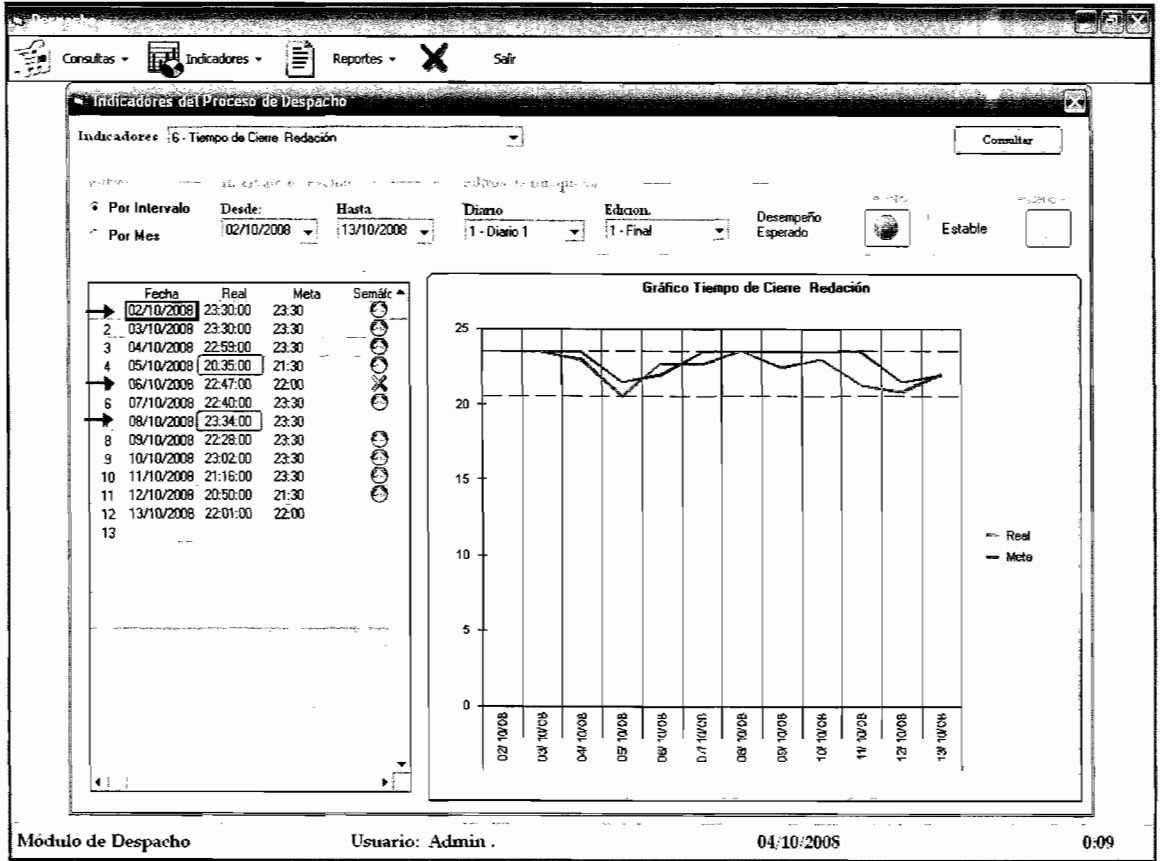 Consultas Indicadores Reportes Salir
Indicadores del Proceso de Despacho
Indicadores 6 - Tiempo de Cierre Redación
Consultar
Por Intervalo
Por Mes
Desde:
02/10/2008
Hasta
13/10/2008
Diario
1 - Diario 1
Edicion.
1 - Final
Desempeño
Esperado
Estable
Fecha Real Meta Semáfc
02/10/2008 23:30:00 23:30
2 03/10/2008 23:30:00 23:30
3 04/10/2008 22:59:00 23:30
4 05/10/2008 20:35:00 21:30
06/10/2008 22:47:00 22:00
6 07/10/2008 22:40:00 23:30
08/10/2008 23:34:00 23:30
8 09/10/2008 22:28:00 23:30
9 10/10/2008 23:02:00 23:30
10 11/10/2008 21:16:00 23:30
11 12/10/2008 20:50:00 21:30
12 13/10/2008 22:01:00 22:00
13
Gráfico Tiempo de Cierre Redación
25
20
15
10
5
0
02/10/08
03/10/08
04/10/08
05/10/08
06/10/08
07/10/08
08/10/08
09/10/08
10/10/08
11/10/08
12/10/08
13/10/08
Real
Meta
Módulo de Despacho Usuario: Admin . 04/10/2008 0:09